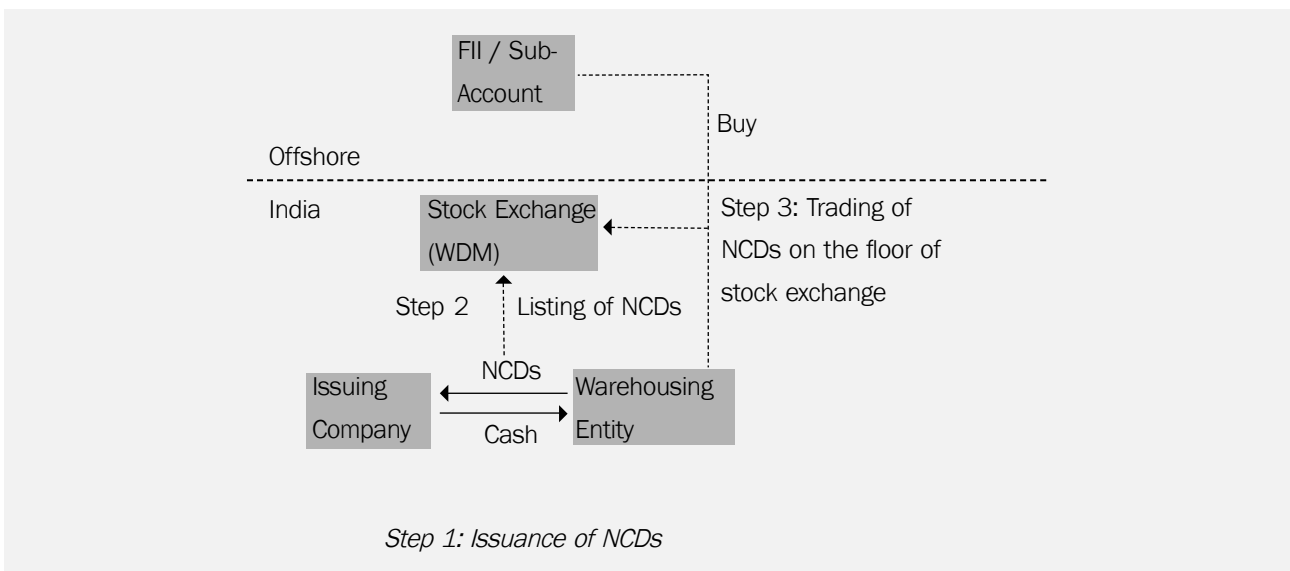 FII / Sub-
Account
Buy
Offshore
India
Stock Exchange
(WDM)
Step 3: Trading of
NCDs on the floor of
stock exchange
Step 2 Listing of NCDs
NCDs
Issuing
Company
Warehousing
Entity
Cash
Step 1: Issuance of NCDs